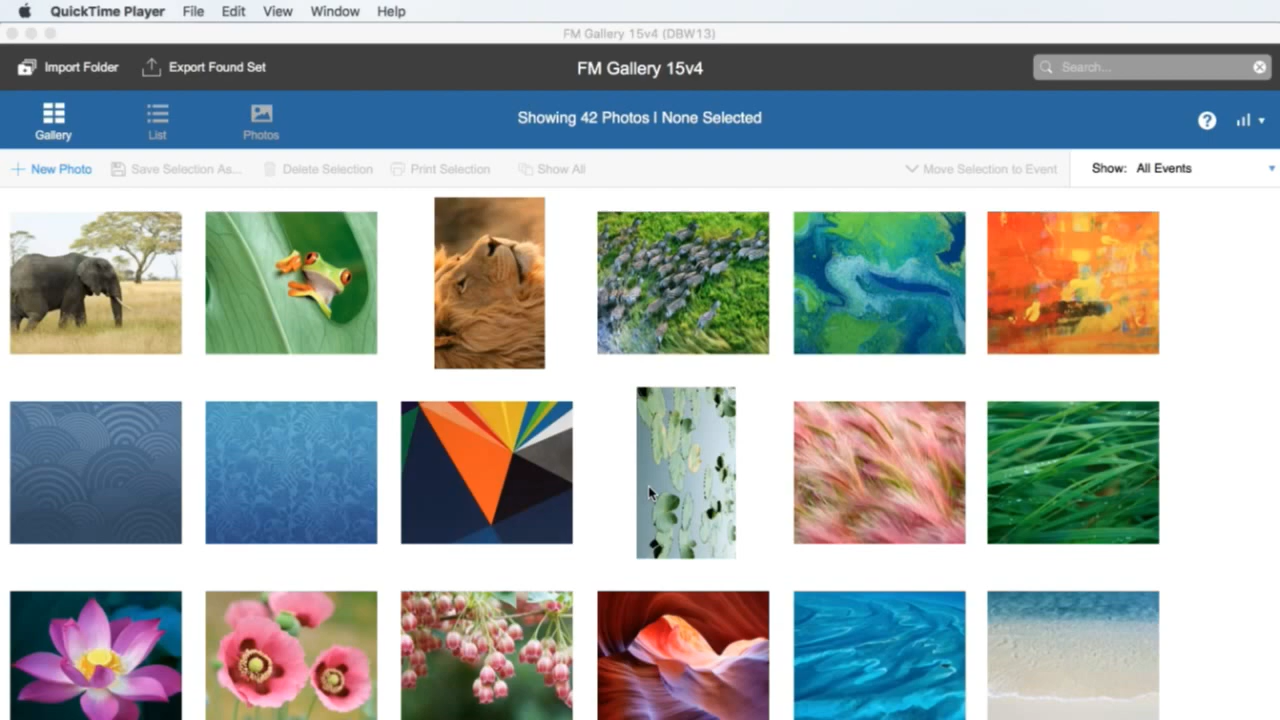 QuickTime Player File Edit View Window Help
FM Gallery 15v4 (DBW13)
Import Folder Export Found Set FM Gallery 15v4 Search...
Gallery List Photos Showing 42 Photos | None Selected ?
New Photo Save Selection As... Delete Selection Print Selection Show All Move Selection to Event Show: All Events